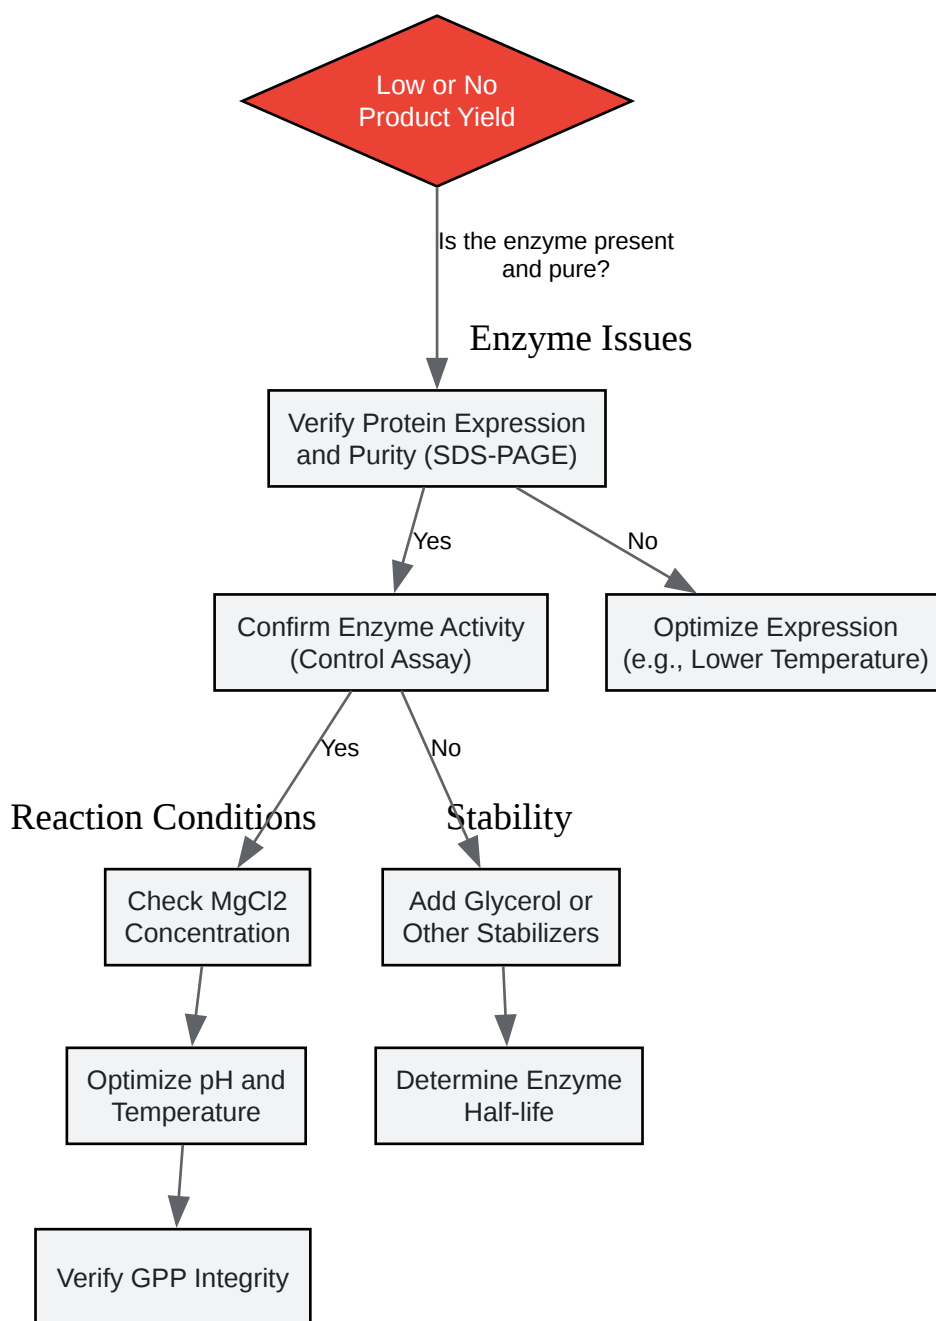 Low or No
Product Yield
Is the enzyme present
and pure?
Enzyme Issues
Verify Protein Expression
and Purity (SDS-PAGE)
Yes
No
Confirm Enzyme Activity
(Control Assay)
Optimize Expression
(e.g., Lower Temperature)
Yes
No
Reaction Conditions
Stability
Check MgCl2
Concentration
Add Glycerol or
Other Stabilizers
Optimize pH and
Temperature
Determine Enzyme
Half-life
Verify GPP Integrity